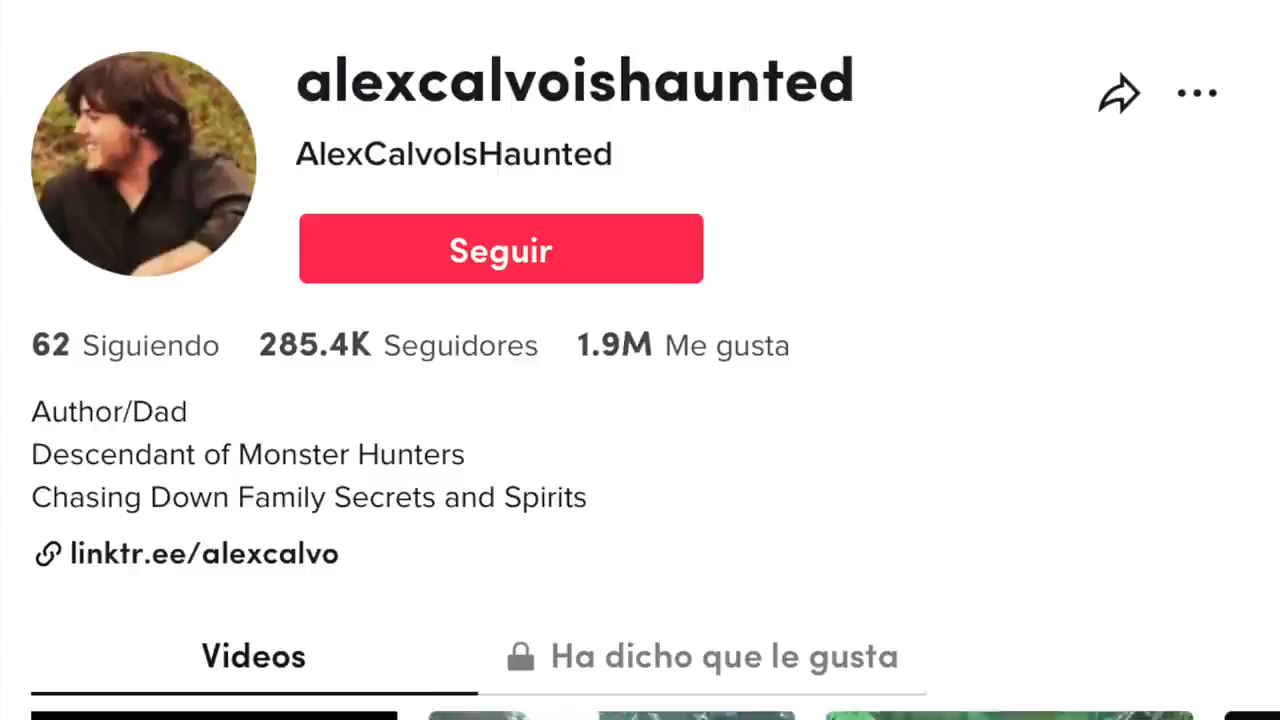 alexcalvoishaunted
AlexCalvoIsHaunted
Seguir
62 Siguiendo 285.4K Seguidores 1.9M Me gusta
Author/Dad
Descendant of Monster Hunters
Chasing Down Family Secrets and Spirits
linktr.ee/alexcalvo
Videos Ha dicho que le gusta